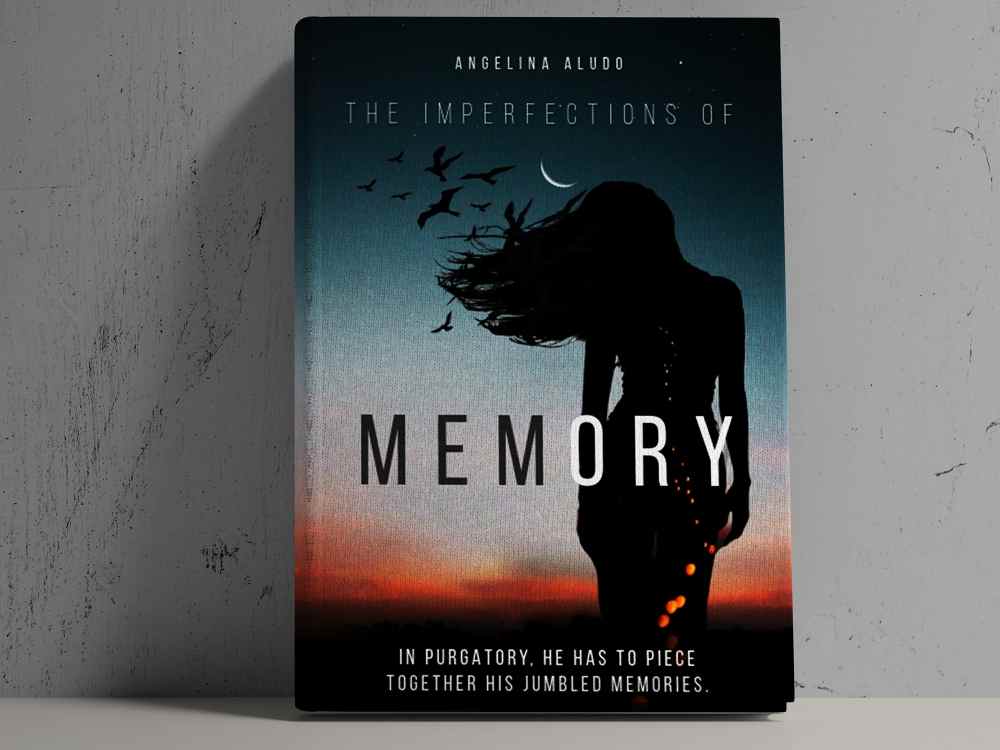 ANGELINA ALUDO
THE IMPERFECTIONS OF
MEMORY
IN PURGATORY, HE HAS TO PIECE
TOGETHER HIS JUMBLED MEMORIES.